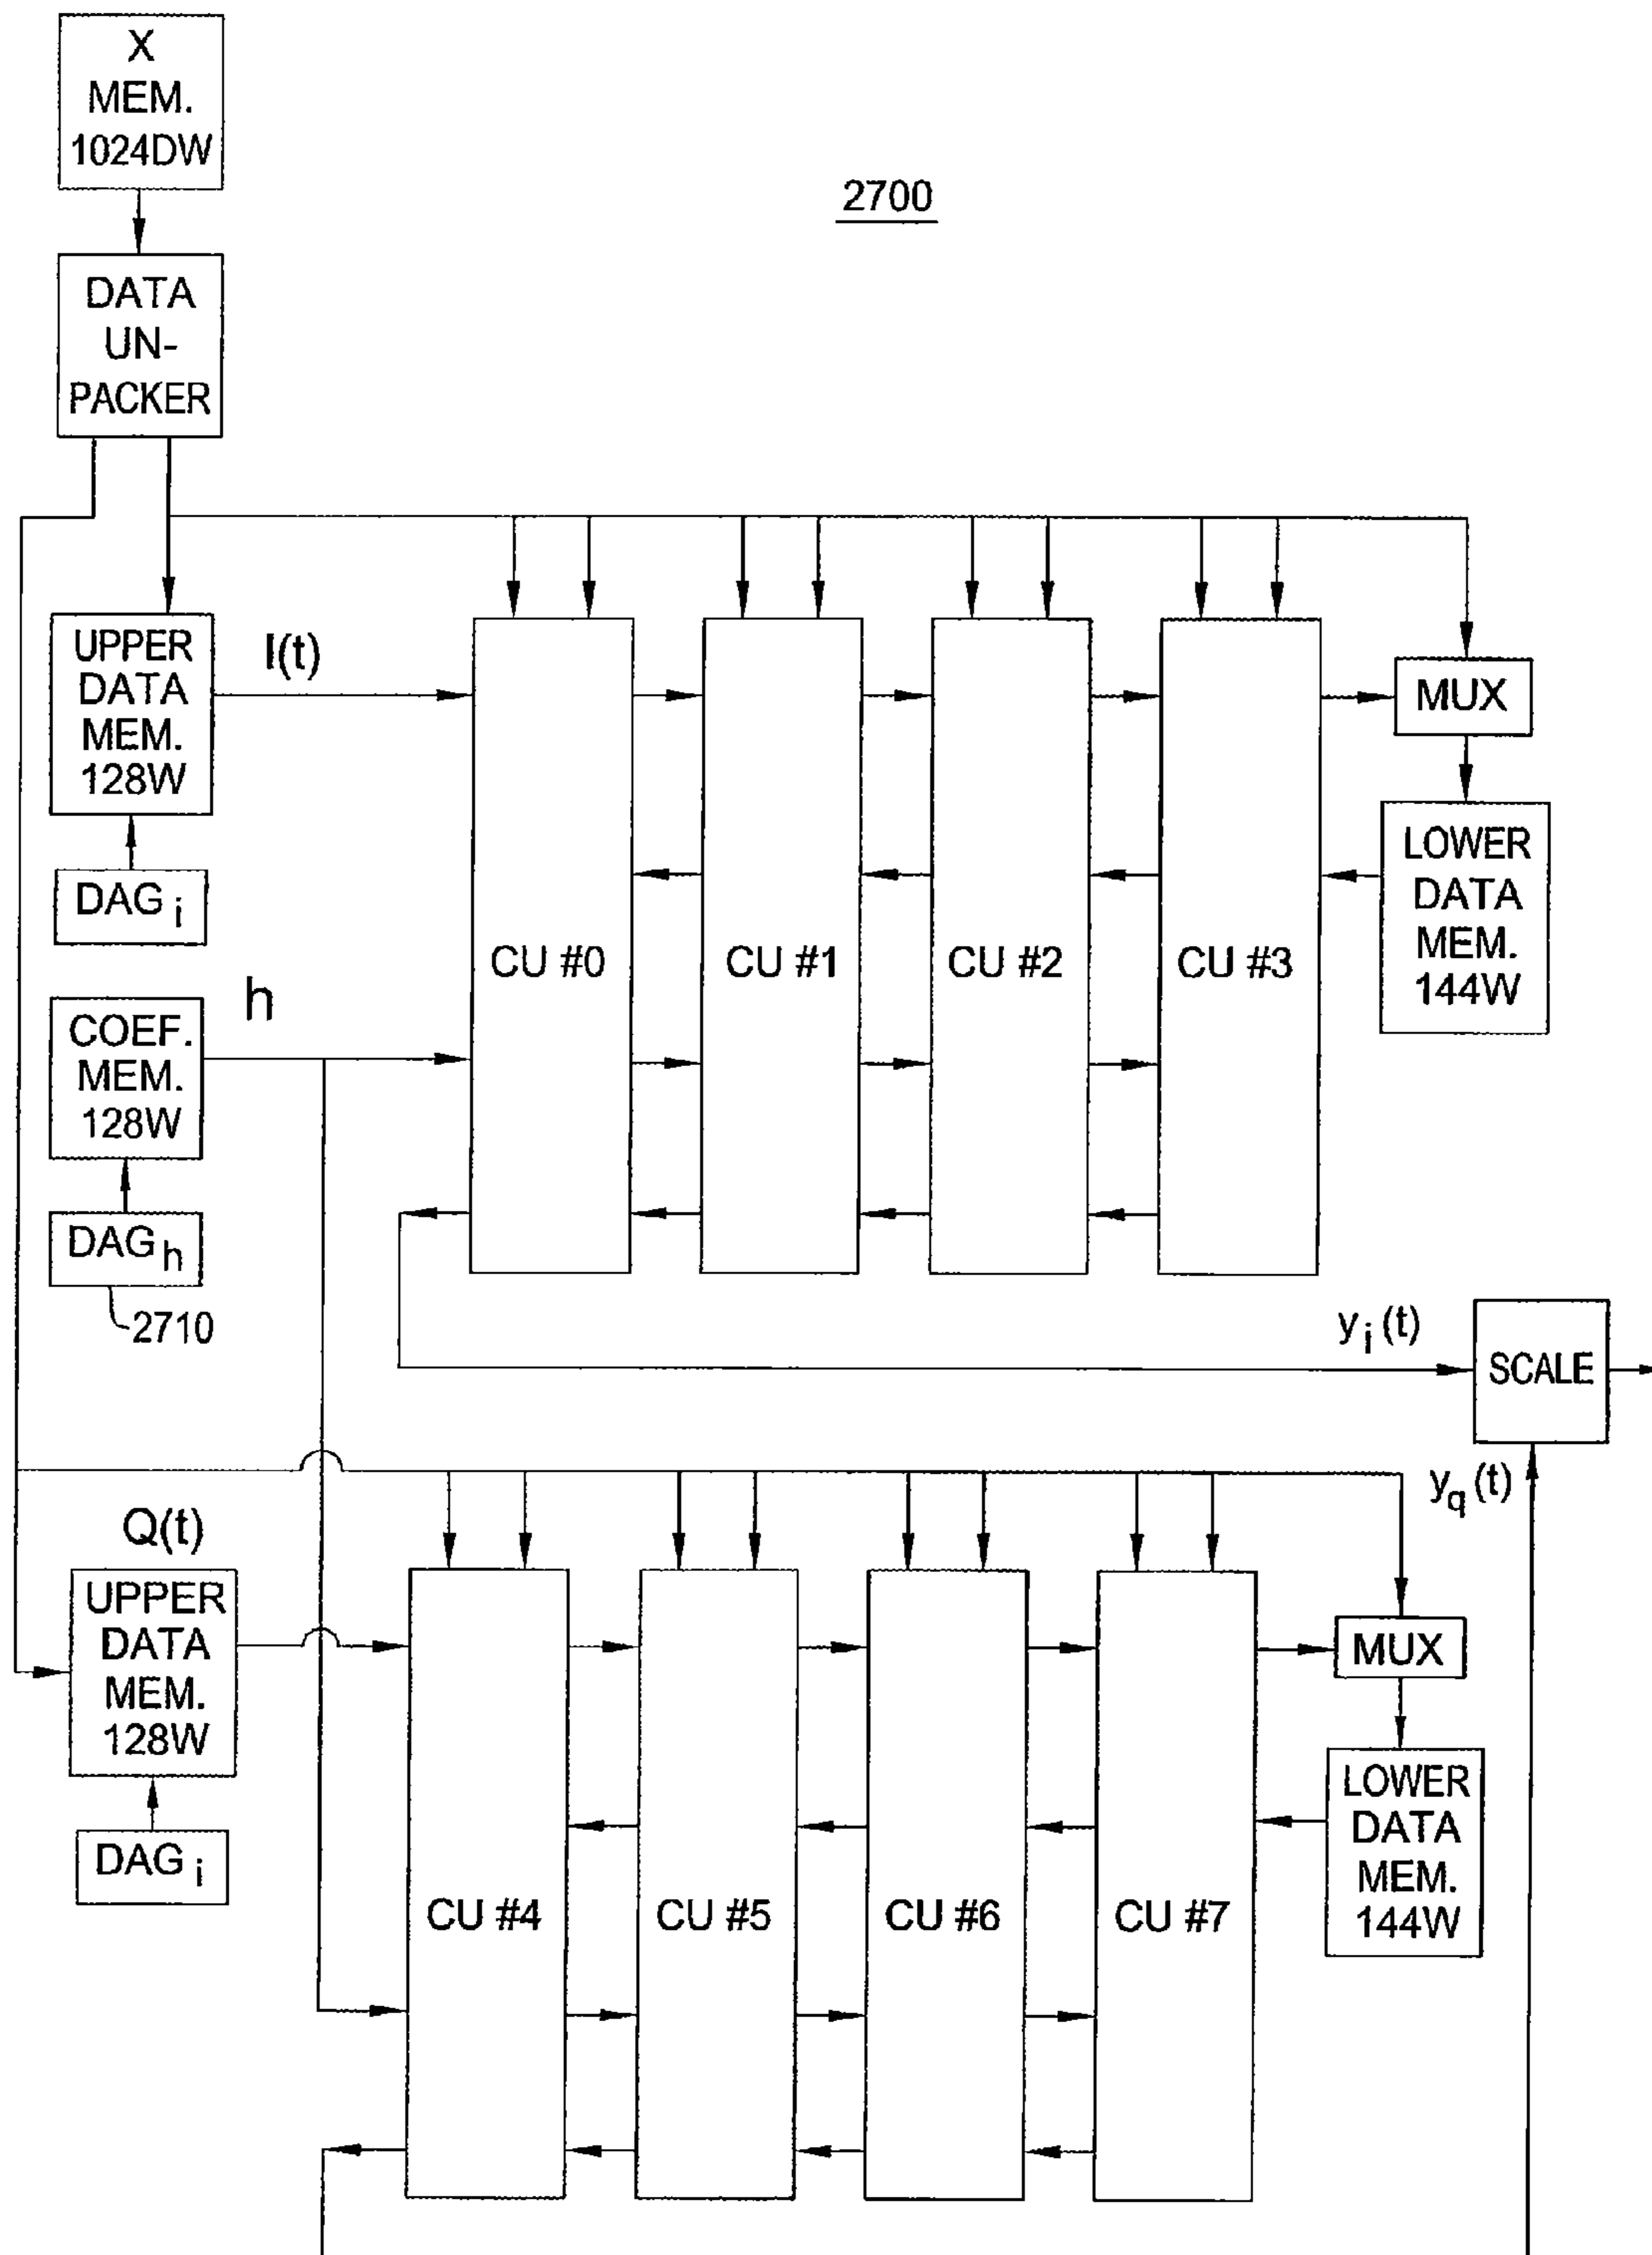 X
MEM.
1024DW
2700
DATA
UN-
PACKER
UPPER
DATA
MEM.
128W
I(t)
MUX
DAG i
LOWER
DATA
MEM.
144W
CU #0
CU #1
CU #2
CU #3
h
COEF.
MEM.
128W
DAG h
2710
y i (t)
SCALE
y q (t)
Q(t)
UPPER
DATA
MEM.
128W
MUX
DAG i
LOWER
DATA
MEM.
144W
CU #4
CU #5
CU #6
CU #7